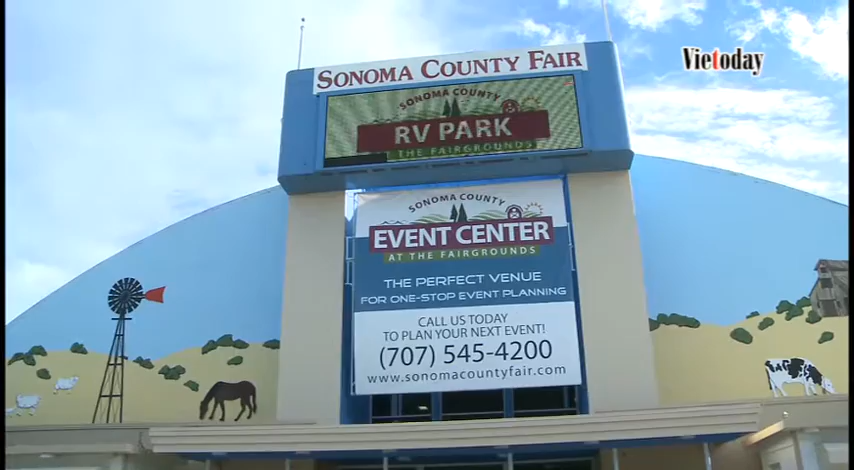 Vietoday
SONOMA COUNTY FAIR
SONOMA COUNTY
RV PARK
AT THE FAIRGROUNDS
SONOMA COUNTY
EVENT CENTER
AT THE FAIRGROUNDS
THE PERFECT VENUE
FOR ONE-STOP EVENT PLANNING
CALL US TODAY
TO PLAN YOUR NEXT EVENT!
(707) 545-4200
www.sonomacountyfair.com